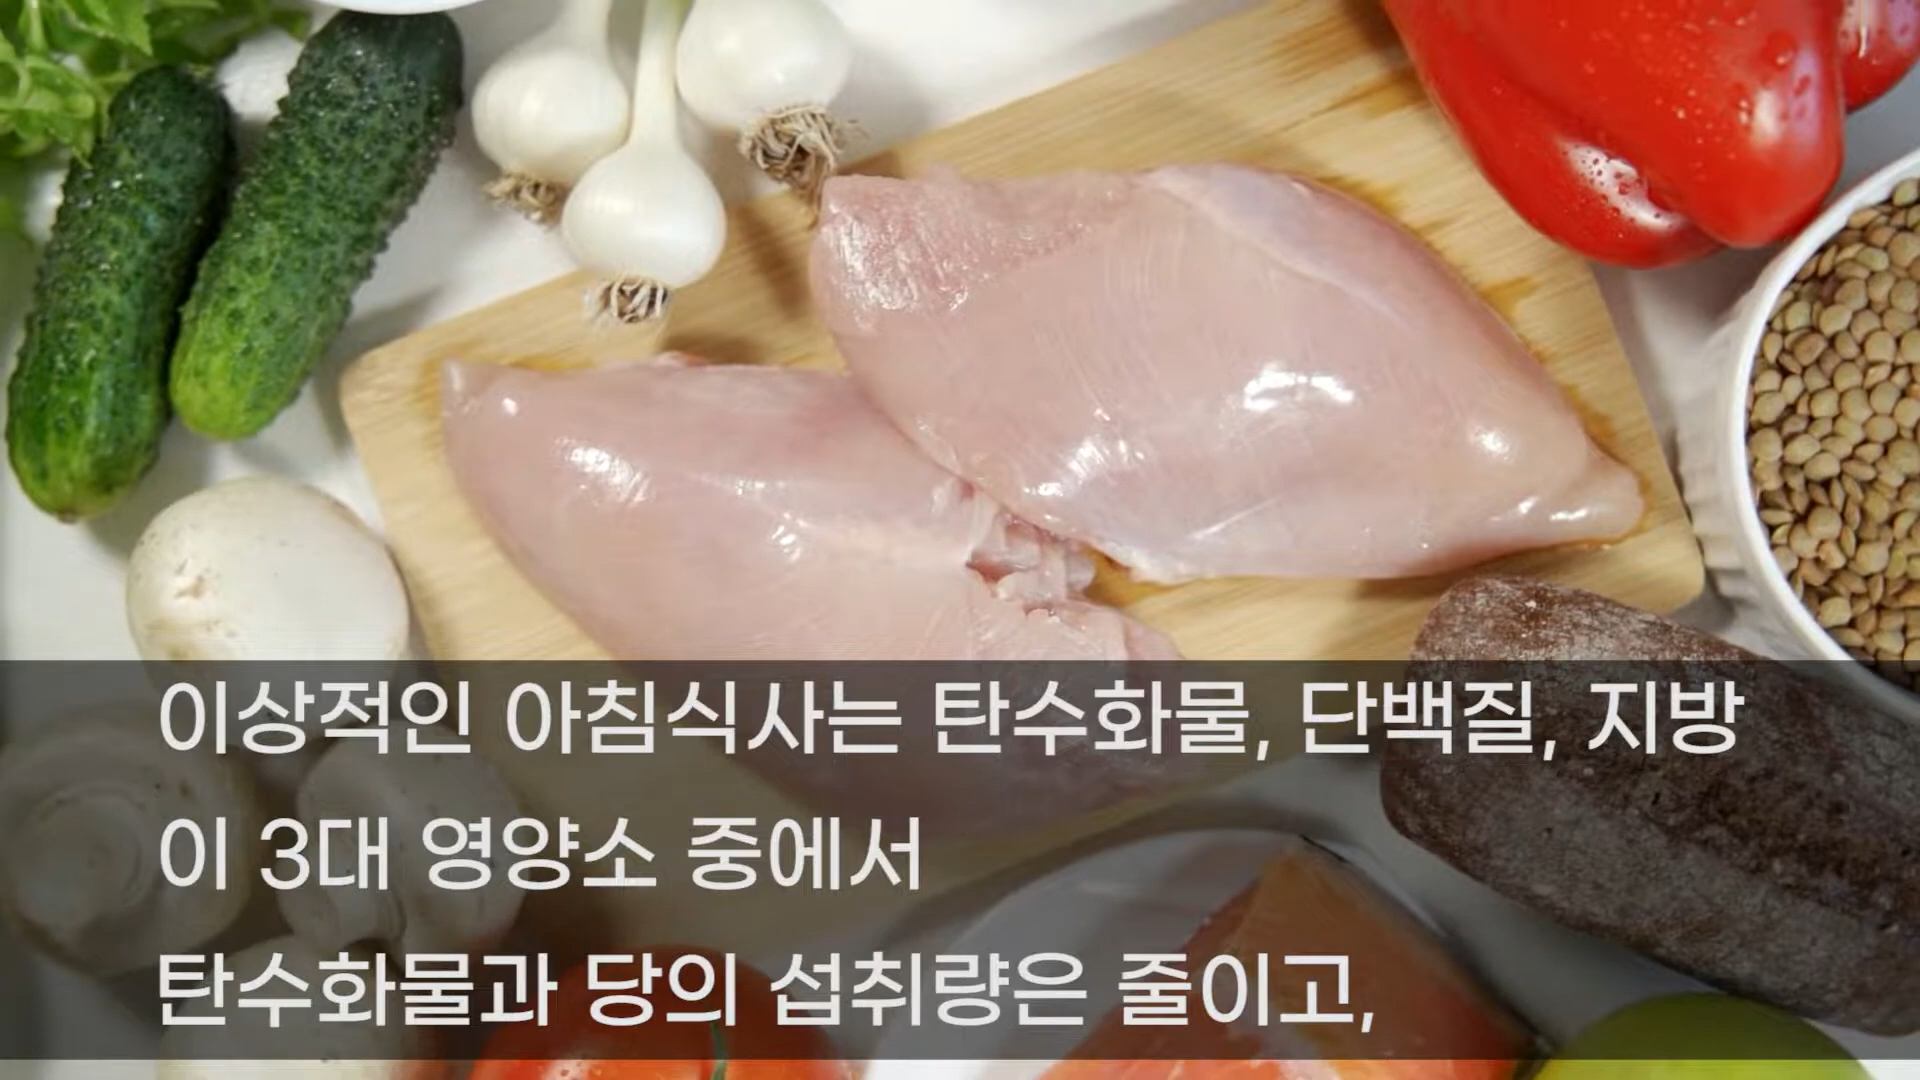 이상적인 아침식사는 탄수화물, 단백질, 지방
이 3대 영양소 중에서
탄수화물과 당의 섭취량은 줄이고,